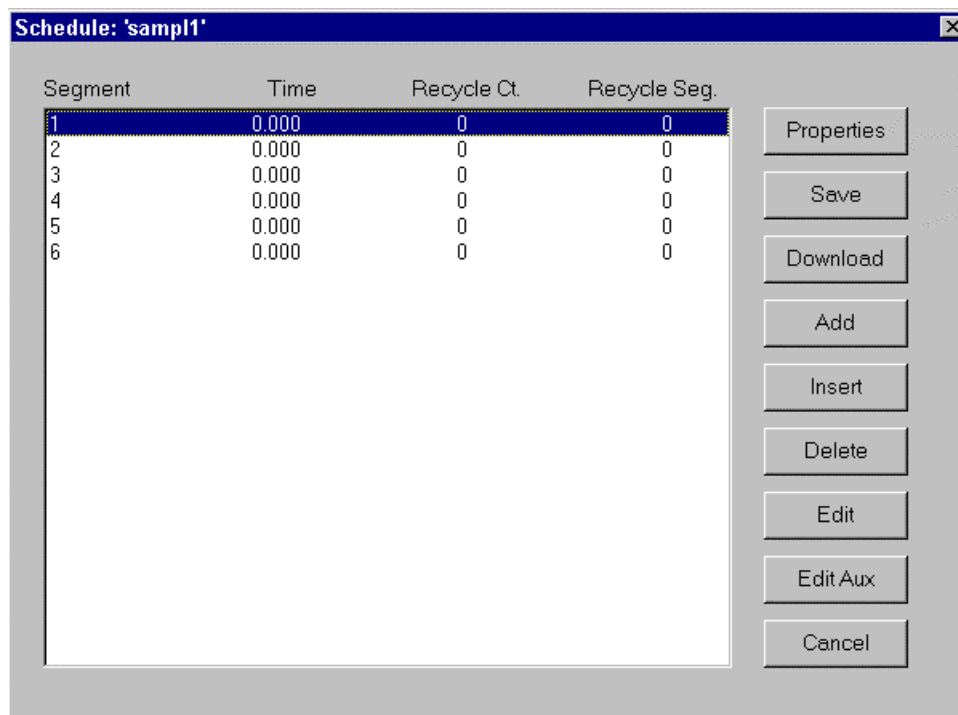 Schedule: 'sampl1'
Segment Time Recycle Ct. Recycle Seg.
1 0.000 0 0
2 0.000 0 0
3 0.000 0 0
4 0.000 0 0
5 0.000 0 0
6 0.000 0 0
Properties
Save
Download
Add
Insert
Delete
Edit
Edit Aux
Cancel